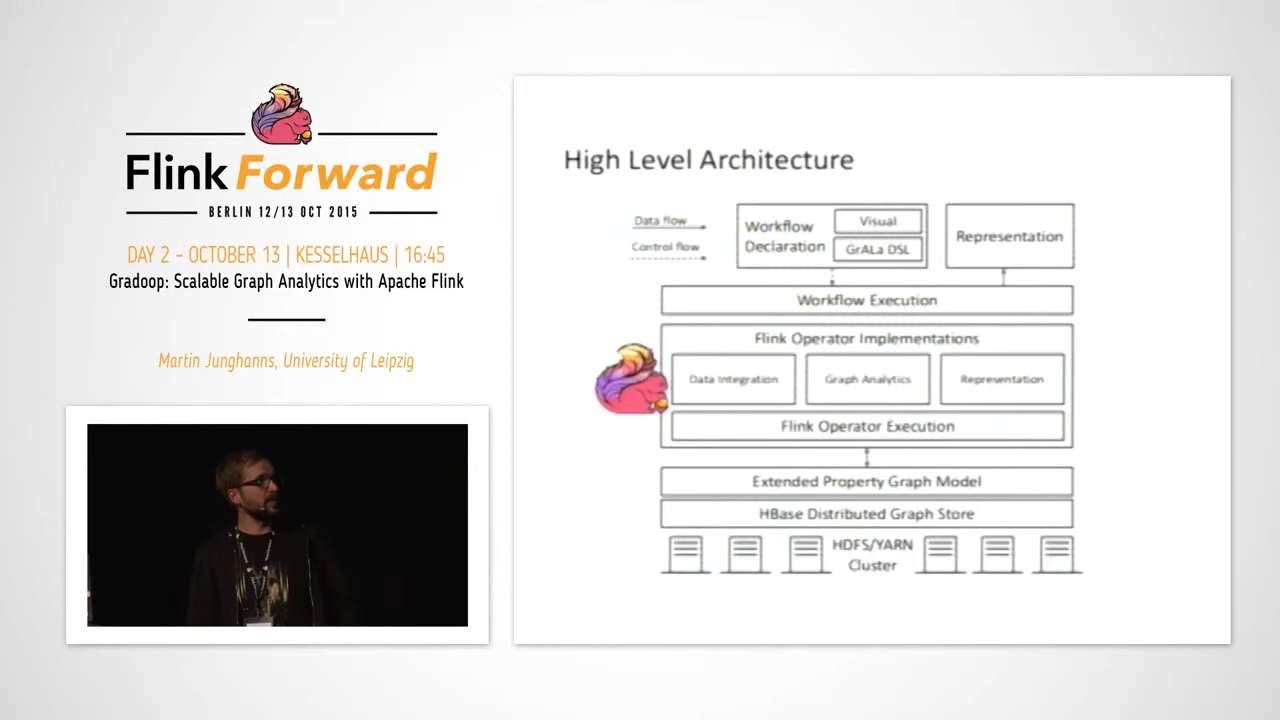 Flink Forward
BERLIN 12/13 OCT 2015
DAY 2 - OCTOBER 13 | KESSELHAUS | 16:45
Gradoop: Scalable Graph Analytics with Apache Flink
Martin Junghanns, University of Leipzig
High Level Architecture
Data flow
Control flow
Workflow
Declaration
Visual
GrALa DSL
Representation
Workflow Execution
Flink Operator Implementations
Data Integration
Graph Analytics
Representation
Flink Operator Execution
Extended Property Graph Model
HBase Distributed Graph Store
HDFS/YARN
Cluster